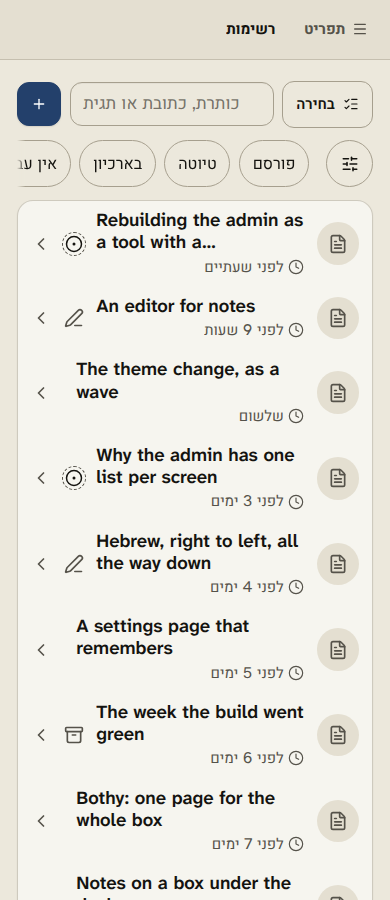 תפריט
רשימות
בחירה
כותרת, כתובת או תגית
פורסם
טיוטה
בארכיון
אין
Rebuilding the admin as
a tool with a...
לפני שעתיים
An editor for notes
לפני 9 שעות
The theme change, as a
wave
שלשום
Why the admin has one
list per screen
לפני 3 ימים
Hebrew, right to left, all
the way down
לפני 4 ימים
A settings page that
remembers
לפני 5 ימים
The week the build went
green
לפני 6 ימים
Bothy: one page for the
whole box
לפני 7 ימים
Notes on a box under the